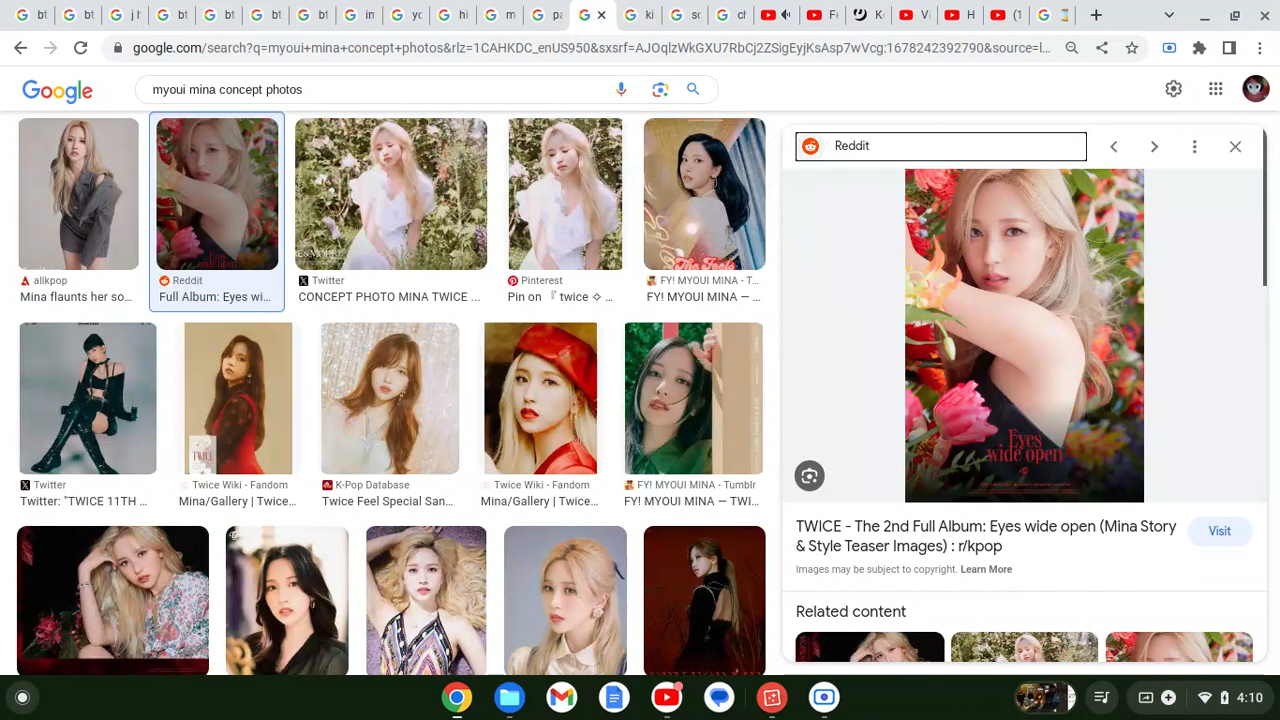 google.com/search?q=myoui+mina+concept+photos&rlz=1CAHKDC_enUS950&sxsrf=AJOqlzWkGXU7RbCj2ZSigEyjKsAsp7wVcg:1678242392790&source=l...
Google
myoui mina concept photos
Reddit
allkpop
Mina flaunts her so...
Reddit
Full Album: Eyes wi...
Twitter
CONCEPT PHOTO MINA TWICE ...
Pinterest
Pin on 『 twice ✧ ...
FY! MYOUI MINA - T...
FY! MYOUI MINA — ...
Eyes
wide open
Twitter
Twitter: "TWICE 11TH ...
Twice Wiki - Fandom
Mina/Gallery | Twice...
K-Pop Database
Twice Feel Special San...
Twice Wiki - Fandom
Mina/Gallery | Twice...
FY! MYOUI MINA - Tumblr
FY! MYOUI MINA — TWI...
TWICE - The 2nd Full Album: Eyes wide open (Mina Story
& Style Teaser Images) : r/kpop
Visit
Images may be subject to copyright. Learn More
Related content
4:10